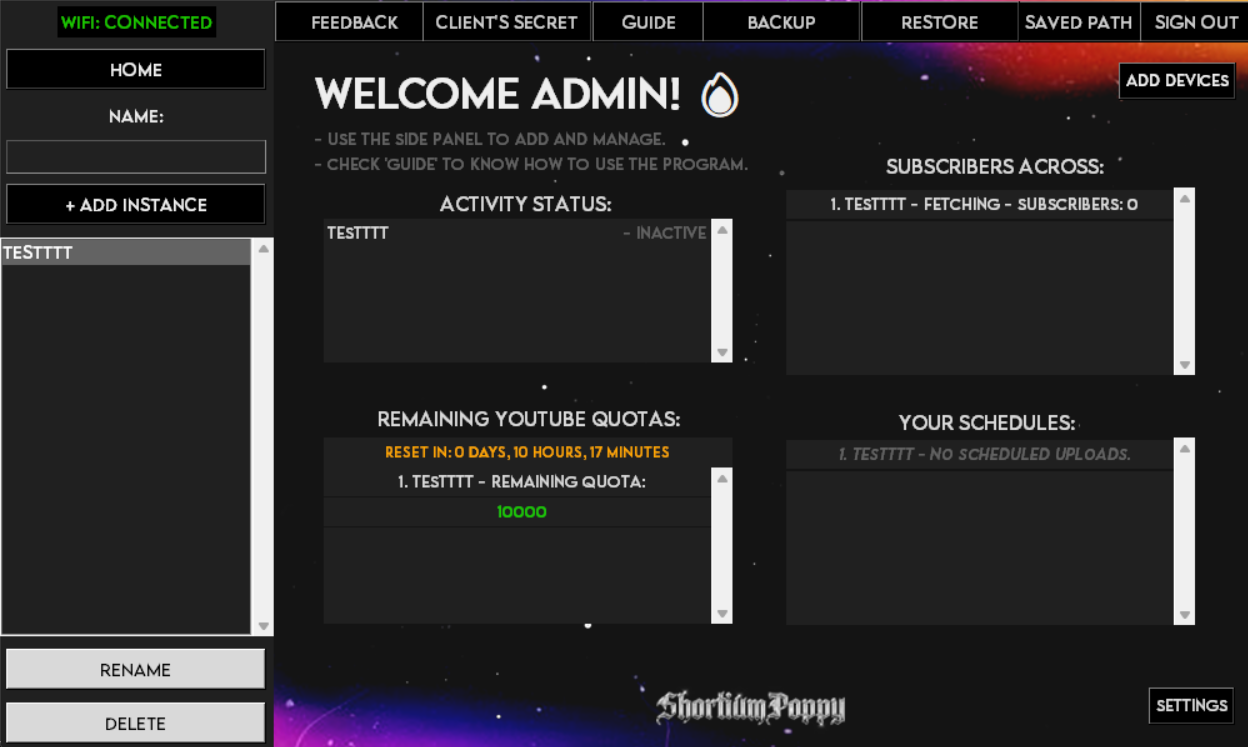 WIFI: CONNECTED
FEEDBACK
CLIENT'S SECRET
GUIDE
BACKUP
RESTORE
SAVED PATH
SIGN OUT
HOME
NAME:
+ ADD INSTANCE
TESTTTT
RENAME
DELETE
WELCOME ADMIN!
ADD DEVICES
- USE THE SIDE PANEL TO ADD AND MANAGE.
- CHECK 'GUIDE' TO KNOW HOW TO USE THE PROGRAM.
ACTIVITY STATUS:
TESTTTT - INACTIVE
SUBSCRIBERS ACROSS:
1. TESTTTT - FETCHING - SUBSCRIBERS: 0
REMAINING YOUTUBE QUOTAS:
RESET IN: 0 DAYS, 10 HOURS, 17 MINUTES
1. TESTTTT - REMAINING QUOTA:
10000
YOUR SCHEDULES:
1. TESTTTT - NO SCHEDULED UPLOADS.
ShortiúmPoppy
SETTINGS